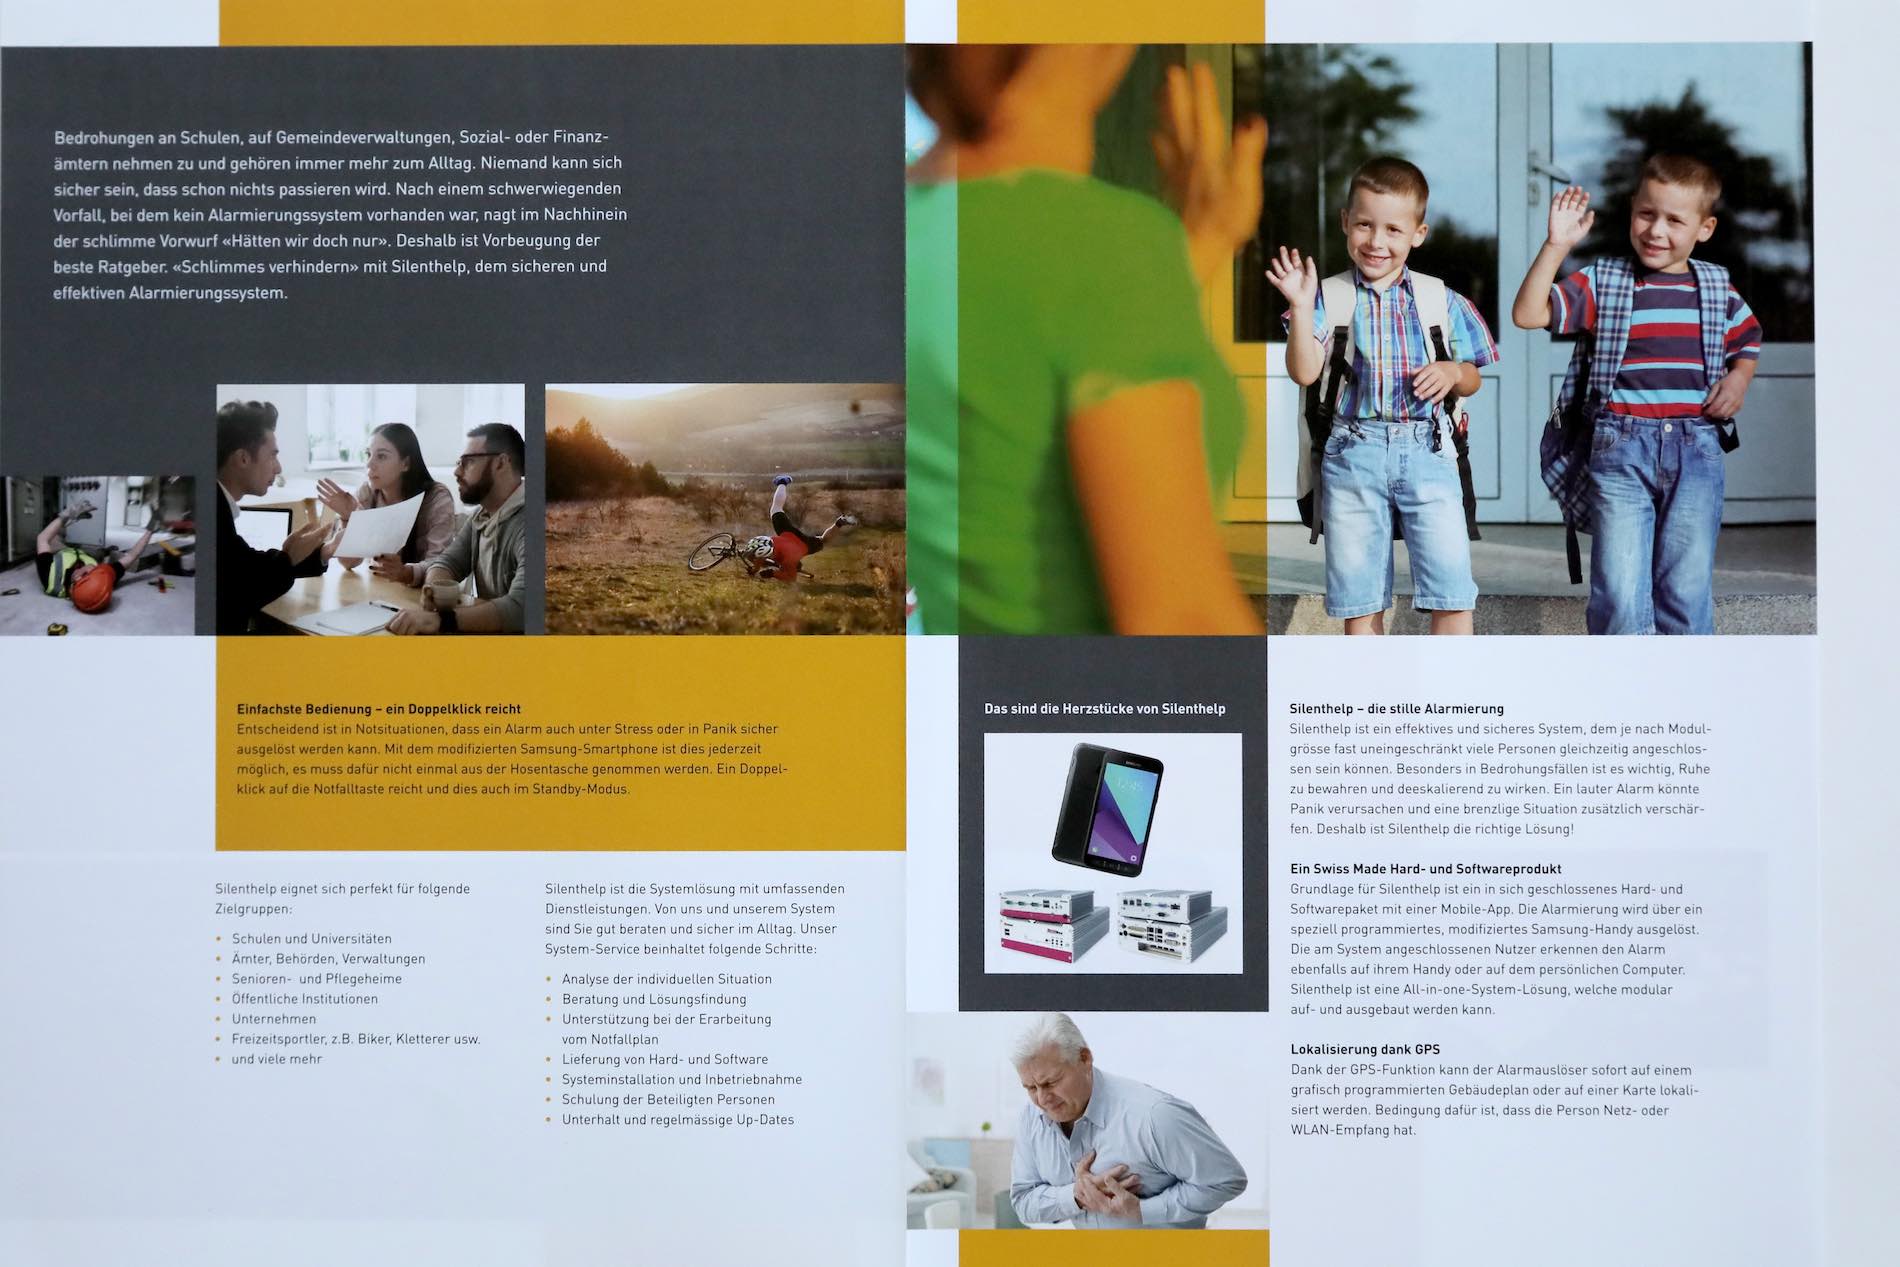 Bedrohungen an Schulen, auf Gemeindeverwaltungen, Sozial- oder Finanz-
ämtern nehmen zu und gehören immer mehr zum Alltag. Niemand kann sich
sicher sein, dass schon nichts passieren wird. Nach einem schwerwiegenden
Vorfall, bei dem kein Alarmierungssystem vorhanden war, nagt im Nachhinein
der schlimme Vorwurf «Hätten wir doch nur». Deshalb ist Vorbeugung der
beste Ratgeber. «Schlimmes verhindern» mit Silenthelp, dem sicheren und
effektiven Alarmierungssystem.
Einfachste Bedienung – ein Doppelklick reicht
Entscheidend ist in Notsituationen, dass ein Alarm auch unter Stress oder in Panik sicher
ausgelöst werden kann. Mit dem modifizierten Samsung-Smartphone ist dies jederzeit
möglich, es muss dafür nicht einmal aus der Hosentasche genommen werden. Ein Doppel-
klick auf die Notfalltaste reicht und dies auch im Standby-Modus.
Silenthelp eignet sich perfekt für folgende
Zielgruppen:
• Schulen und Universitäten
• Ämter, Behörden, Verwaltungen
• Senioren- und Pflegeheime
• Öffentliche Institutionen
• Unternehmen
• Freizeitsportler, z.B. Biker, Kletterer usw.
• und viele mehr
Silenthelp ist die Systemlösung mit umfassenden
Dienstleistungen. Von uns und unserem System
sind Sie gut beraten und sicher im Alltag. Unser
System-Service beinhaltet folgende Schritte:
• Analyse der individuellen Situation
• Beratung und Lösungsfindung
• Unterstützung bei der Erarbeitung
vom Notfallplan
• Lieferung von Hard- und Software
• Systeminstallation und Inbetriebnahme
• Schulung der Beteiligten Personen
• Unterhalt und regelmässige Up-Dates
Das sind die Herzstücke von Silenthelp
SAMSUNG
12:45
Silenthelp – die stille Alarmierung
Silenthelp ist ein effektives und sicheres System, dem je nach Modul-
grösse fast uneingeschränkt viele Personen gleichzeitig angeschlos-
sen sein können. Besonders in Bedrohungsfällen ist es wichtig, Ruhe
zu bewahren und deeskalierend zu wirken. Ein lauter Alarm könnte
Panik verursachen und eine brenzlige Situation zusätzlich verschär-
fen. Deshalb ist Silenthelp die richtige Lösung!
Ein Swiss Made Hard- und Softwareprodukt
Grundlage für Silenthelp ist ein in sich geschlossenes Hard- und
Softwarepaket mit einer Mobile-App. Die Alarmierung wird über ein
speziell programmiertes, modifiziertes Samsung-Handy ausgelöst.
Die am System angeschlossenen Nutzer erkennen den Alarm
ebenfalls auf ihrem Handy oder auf dem persönlichen Computer.
Silenthelp ist eine All-in-one-System-Lösung, welche modular
auf- und ausgebaut werden kann.
Lokalisierung dank GPS
Dank der GPS-Funktion kann der Alarmauslöser sofort auf einem
grafisch programmierten Gebäudeplan oder auf einer Karte lokali-
siert werden. Bedingung dafür ist, dass die Person Netz- oder
WLAN-Empfang hat.